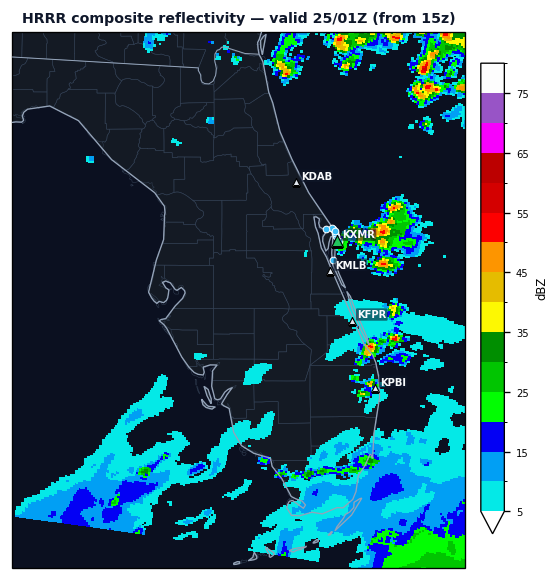 HRRR composite reflectivity — valid 25/01Z (from 15z)
KDAB
KXMR
KMLB
KFPR
KPBI
75
65
55
45
35
25
15
5
dBZ